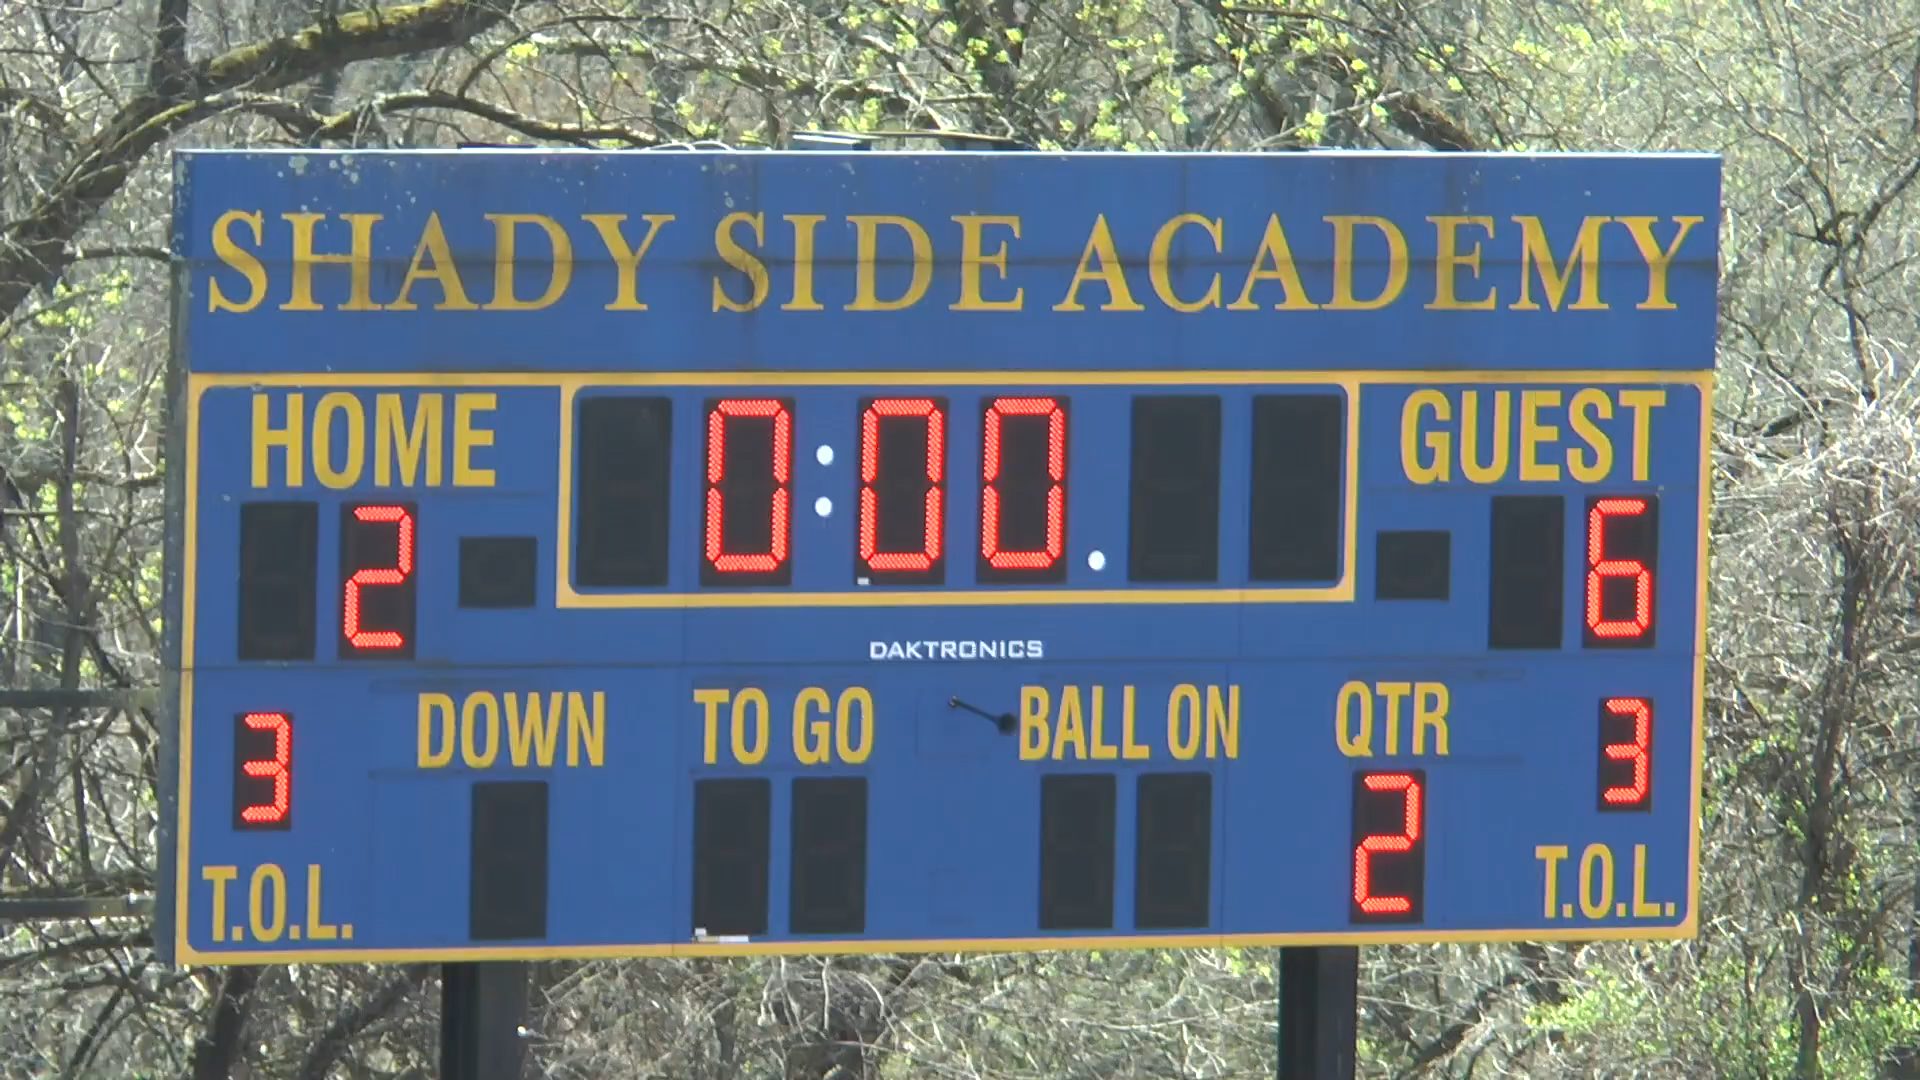 SHADY SIDE ACADEMY
HOME 0:00. GUEST
2 6
DAKTRONICS
3 DOWN TO GO BALL ON QTR 3
2
T.O.L. T.O.L.